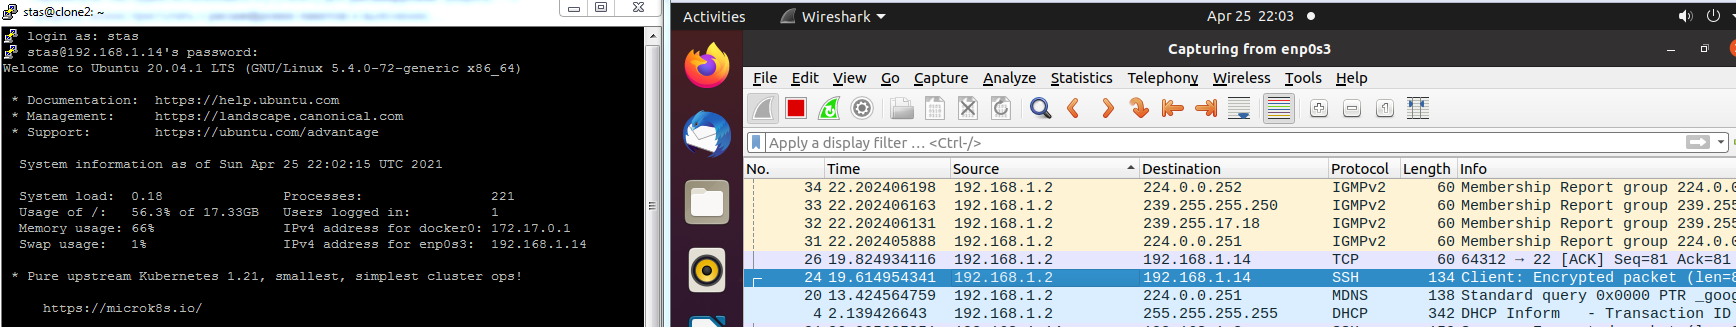 stas@clone2: ~
login as: stas
stas@192.168.1.14's password:
Welcome to Ubuntu 20.04.1 LTS (GNU/Linux 5.4.0-72-generic x86_64)
* Documentation:  https://help.ubuntu.com
* Management:     https://landscape.canonical.com
* Support:        https://ubuntu.com/advantage
System information as of Sun Apr 25 22:02:15 UTC 2021
System load:  0.18 Processes: 221
Usage of /:   56.3% of 17.33GB Users logged in: 1
Memory usage: 66% IPv4 address for docker0: 172.17.0.1
Swap usage:   1% IPv4 address for enp0s3: 192.168.1.14
* Pure upstream Kubernetes 1.21, smallest, simplest cluster ops!
https://microk8s.io/
Activities Wireshark Apr 25 22:03
Capturing from enp0s3
File Edit View Go Capture Analyze Statistics Telephony Wireless Tools Help
Apply a display filter … <Ctrl-/>
No. Time Source Destination Protocol Length Info
34 22.202406198 192.168.1.2 224.0.0.252 IGMPv2 60 Membership Report group 224.0
33 22.202406163 192.168.1.2 239.255.255.250 IGMPv2 60 Membership Report group 239.255
32 22.202406131 192.168.1.2 239.255.17.18 IGMPv2 60 Membership Report group 239.255
31 22.202405888 192.168.1.2 224.0.0.251 IGMPv2 60 Membership Report group 224.0
26 19.824934116 192.168.1.2 192.168.1.14 TCP 60 64312 → 22 [ACK] Seq=81 Ack=81
24 19.614954341 192.168.1.2 192.168.1.14 SSH 134 Client: Encrypted packet (len=8
20 13.424564759 192.168.1.2 224.0.0.251 MDNS 138 Standard query 0x0000 PTR _goog
4 2.139426643 192.168.1.2 255.255.255.255 DHCP 342 DHCP Inform - Transaction ID